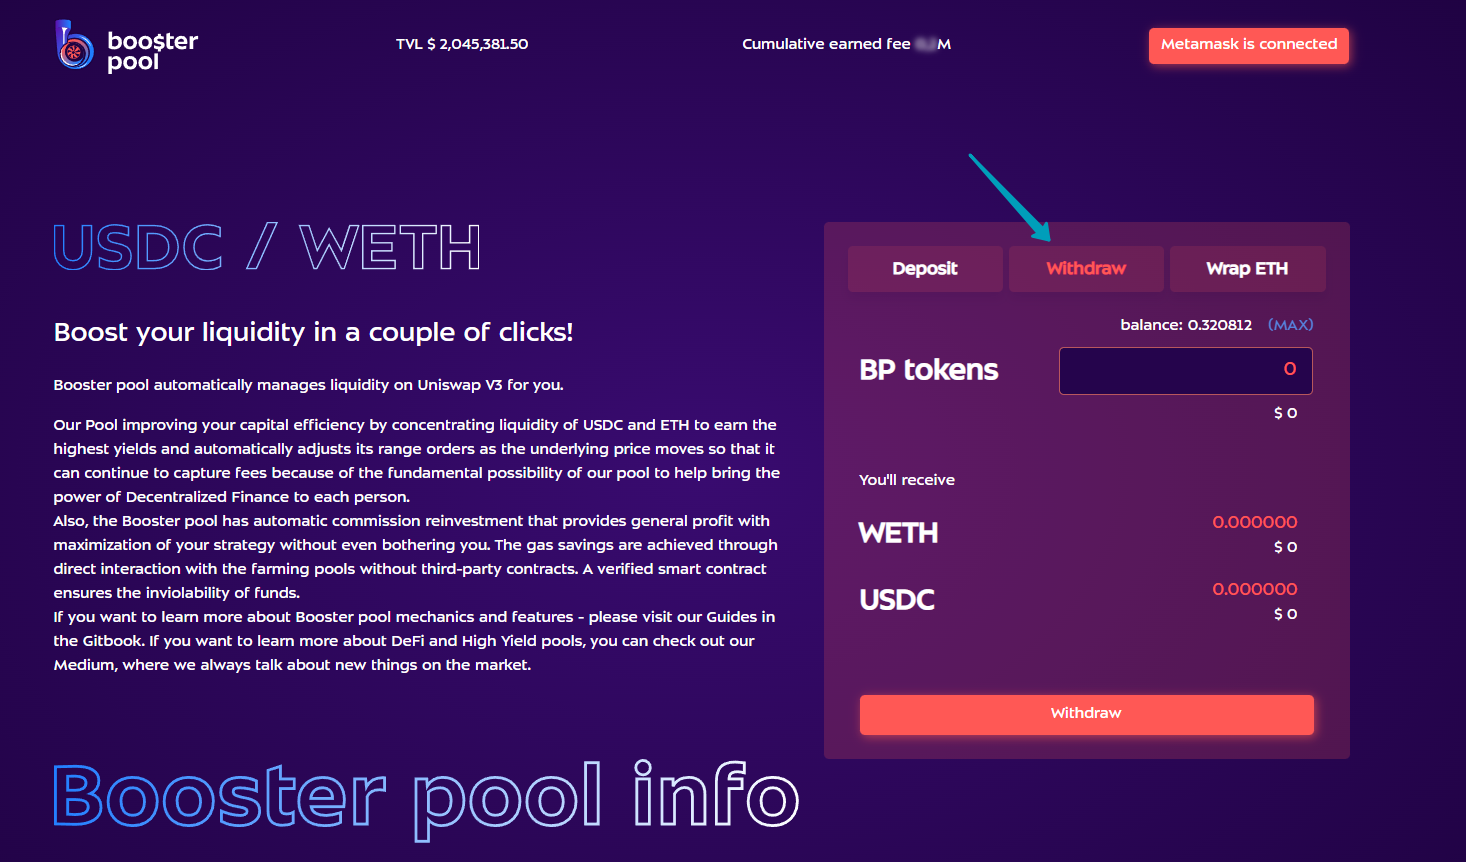 boo$ter
pool
TVL $ 2,045,381.50
Cumulative earned fee M
Metamask is connected
USDC / WETH
Boost your liquidity in a couple of clicks!
Booster pool automatically manages liquidity on Uniswap V3 for you.
Our Pool improving your capital efficiency by concentrating liquidity of USDC and ETH to earn the
highest yields and automatically adjusts its range orders as the underlying price moves so that it
can continue to capture fees because of the fundamental possibility of our pool to help bring the
power of Decentralized Finance to each person.
Also, the Booster pool has automatic commission reinvestment that provides general profit with
maximization of your strategy without even bothering you. The gas savings are achieved through
direct interaction with the farming pools without third-party contracts. A verified smart contract
ensures the inviolability of funds.
If you want to learn more about Booster pool mechanics and features - please visit our Guides in
the Gitbook. If you want to learn more about DeFi and High Yield pools, you can check out our
Medium, where we always talk about new things on the market.
Deposit
Withdraw
Wrap ETH
balance: 0.320812 (MAX)
BP tokens
0
$ 0
You'll receive
WETH
0.000000
$ 0
USDC
0.000000
$ 0
Withdraw
Booster pool info